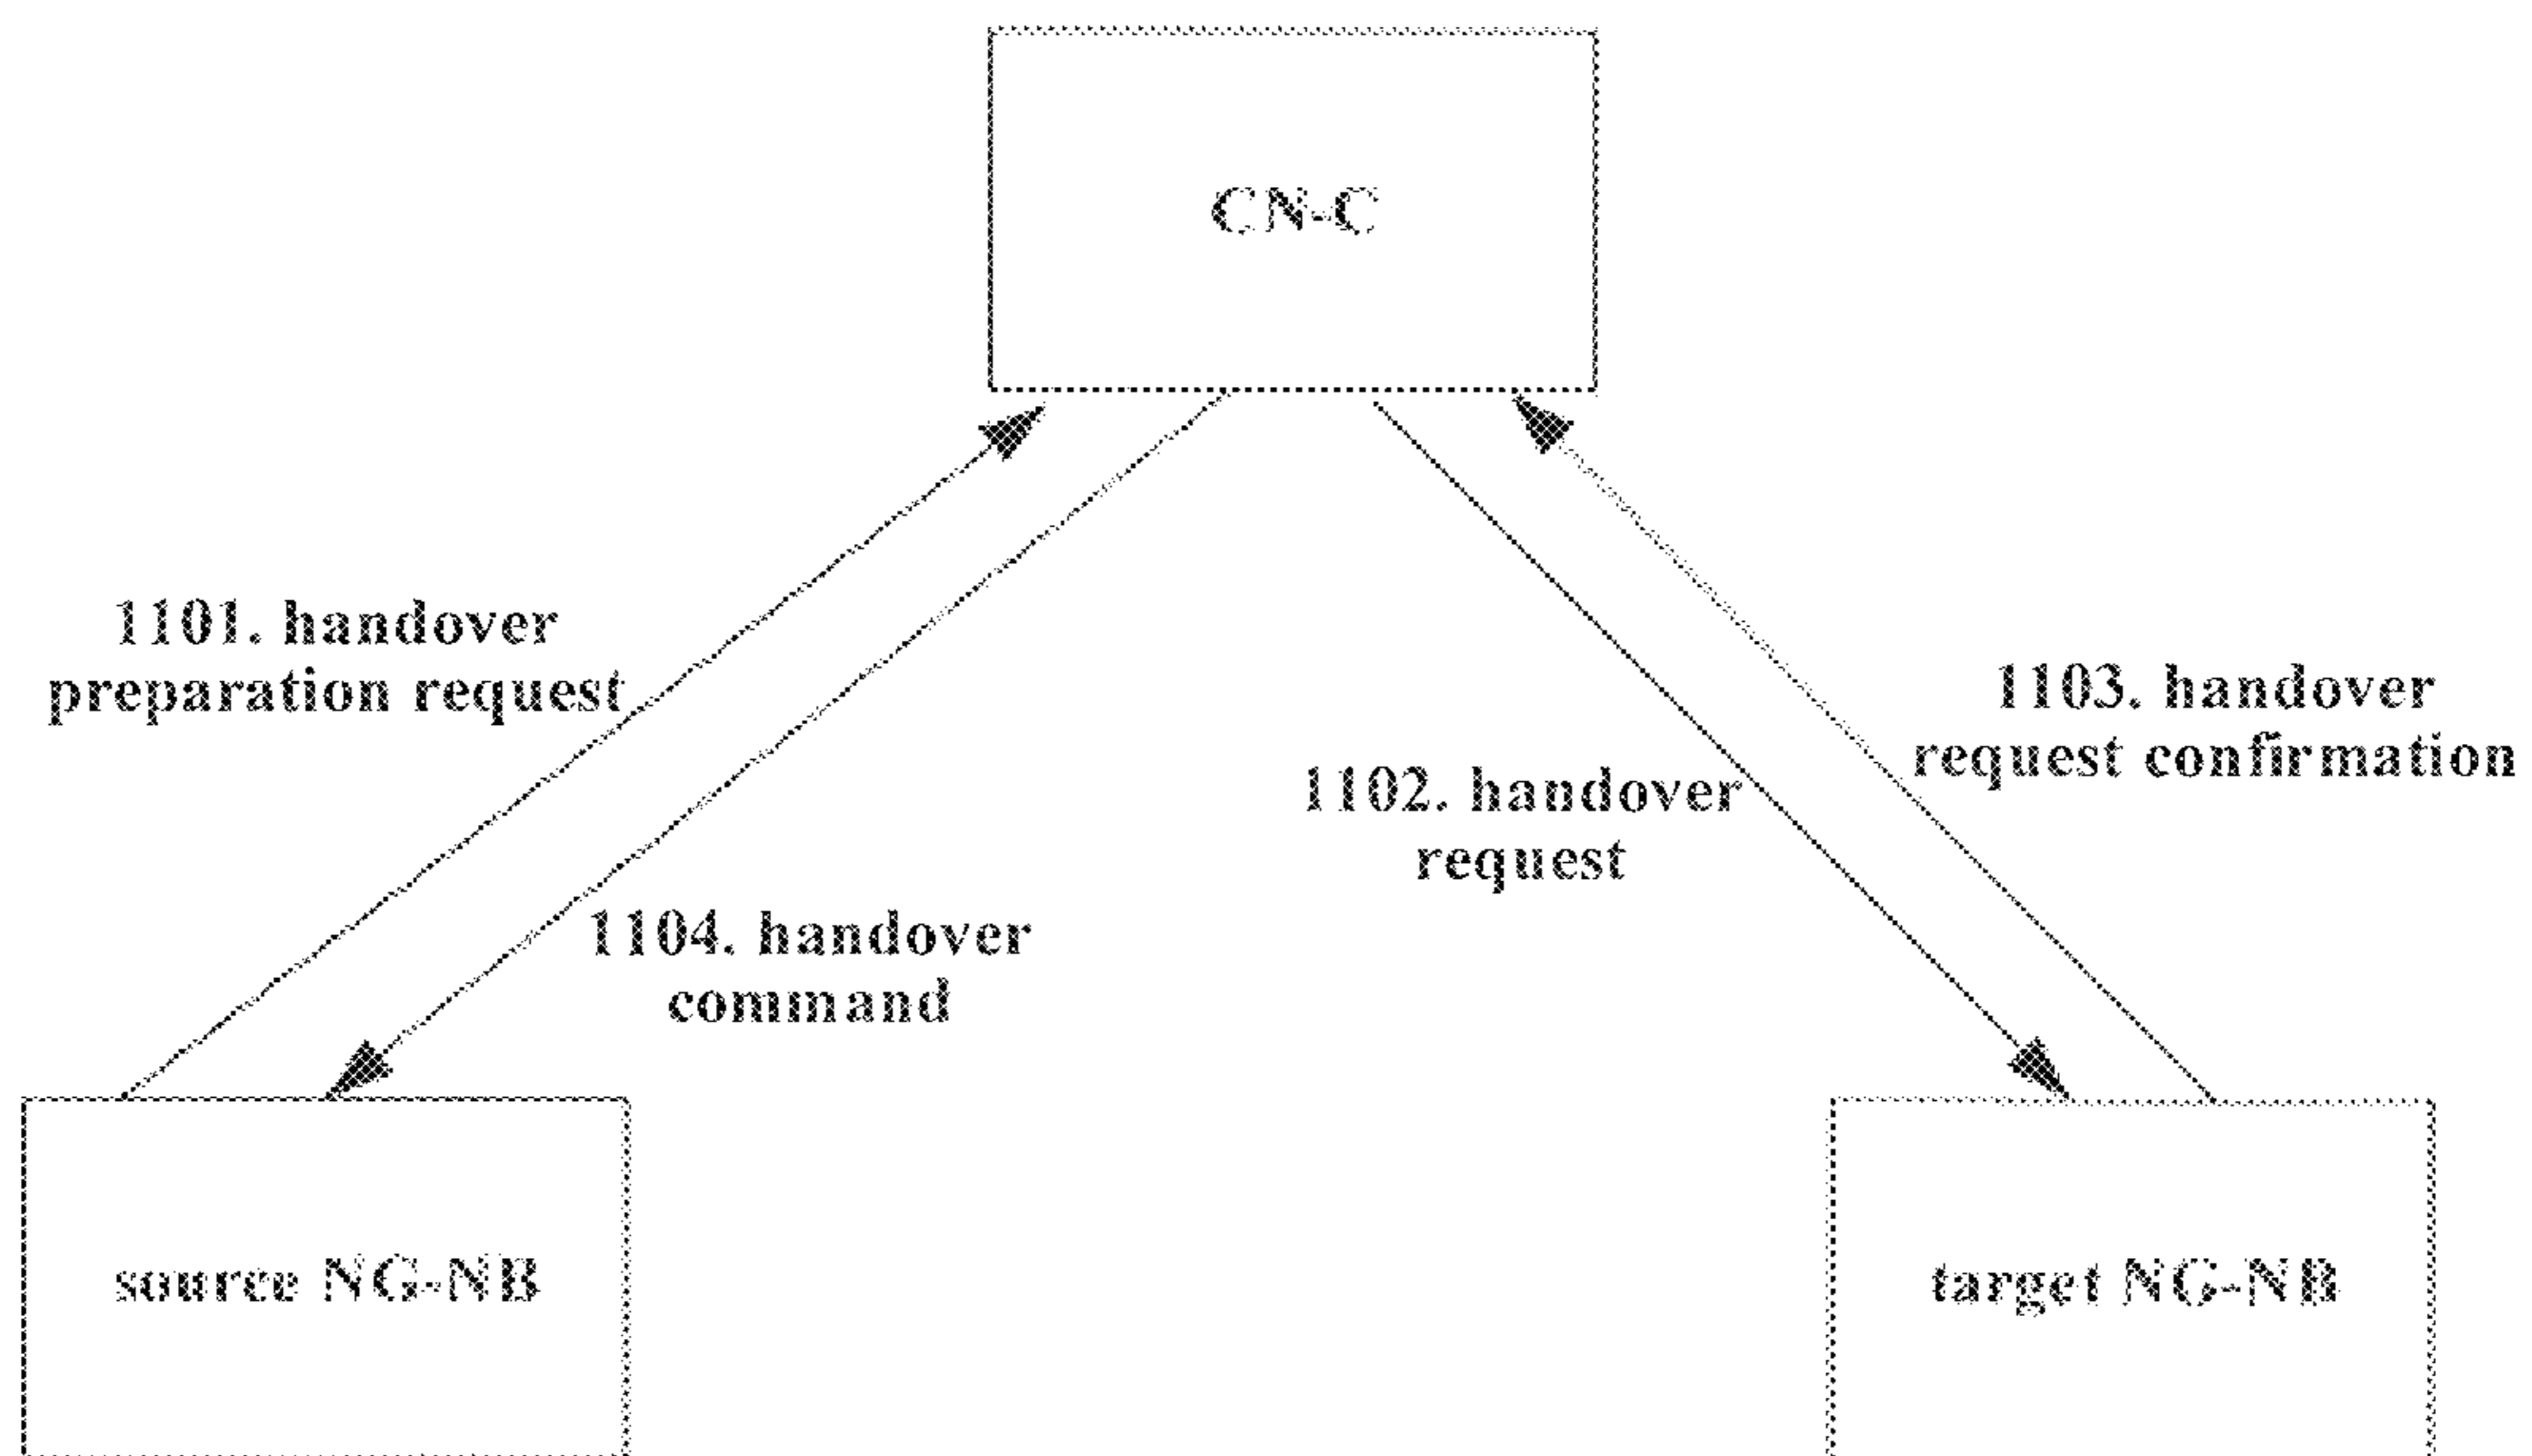 CN-C
1101. handover
preparation request
1103. handover
request confirmation
1102. handover
request
1104. handover
command
source NG-NB
target NG-NB